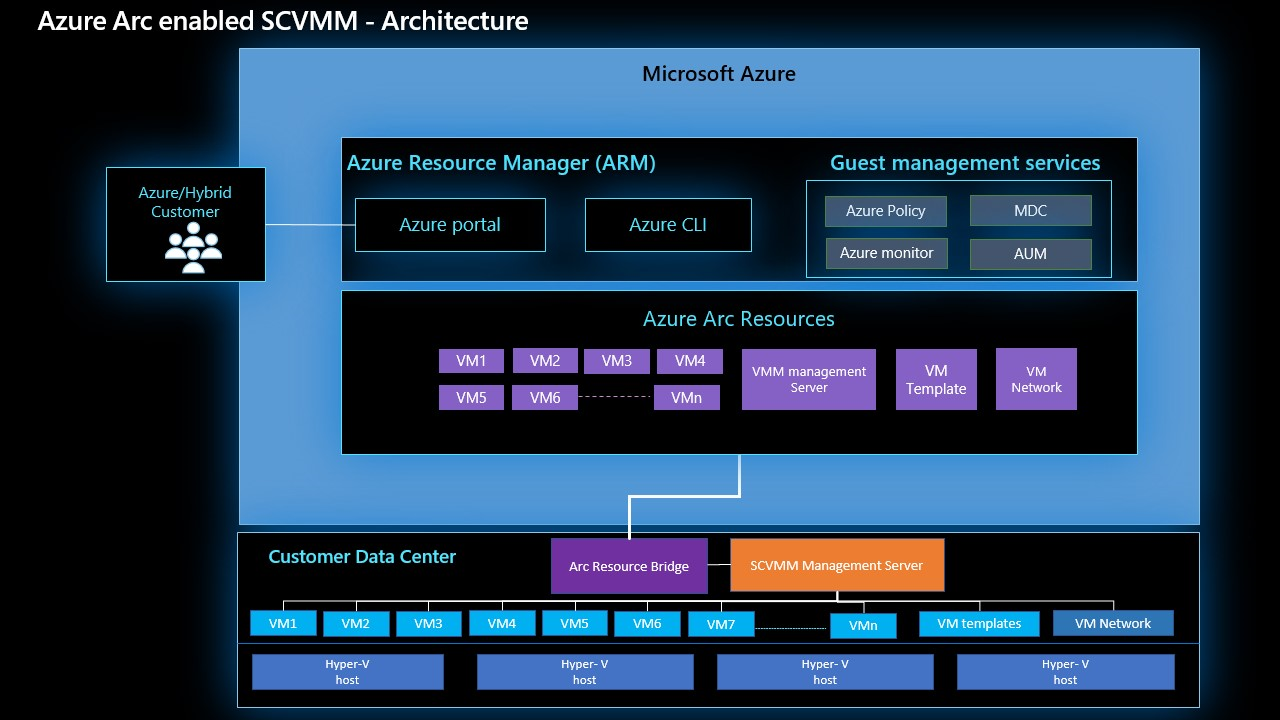 Azure Arc enabled SCVMM - Architecture
Microsoft Azure
Azure/Hybrid
Customer
Azure Resource Manager (ARM)
Azure portal
Azure CLI
Guest management services
Azure Policy
MDC
Azure monitor
AUM
Azure Arc Resources
VM1
VM2
VM3
VM4
VM5
VM6
VMn
VMM management
Server
VM
Template
VM
Network
Customer Data Center
Arc Resource Bridge
SCVMM Management Server
VM1
VM2
VM3
VM4
VM5
VM6
VM7
VMn
VM templates
VM Network
Hyper-V
host
Hyper- V
host
Hyper- V
host
Hyper- V
host